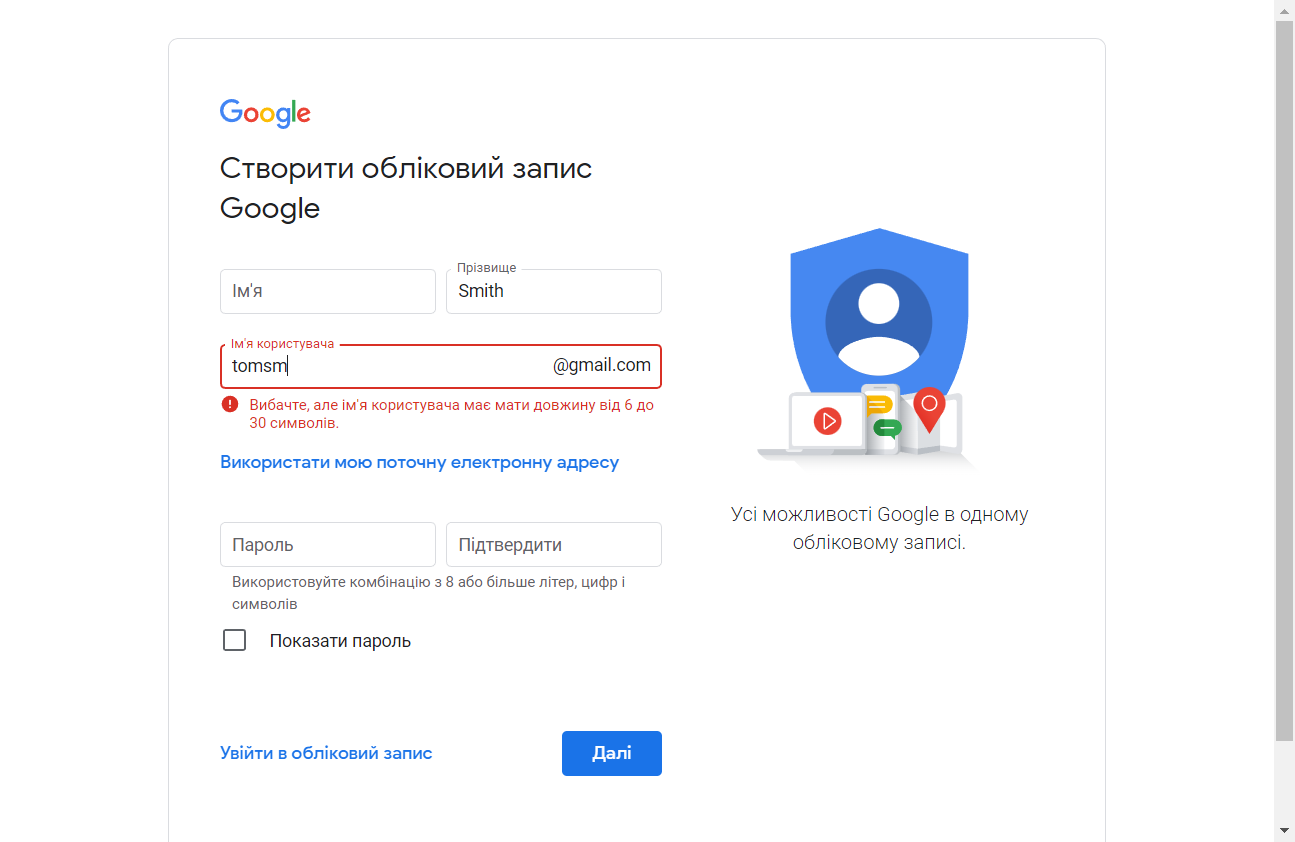 Google
Створити обліковий запис
Google
Ім'я
Прізвище
Smith
Ім'я користувача
tomsm
@gmail.com
Вибачте, але ім'я користувача має мати довжину від 6 до
30 символів.
Використати мою поточну електронну адресу
Пароль
Підтвердити
Використовуйте комбінацію з 8 або більше літер, цифр і
символів
Показати пароль
Увійти в обліковий запис
Далі
Усі можливості Google в одному
обліковому записі.